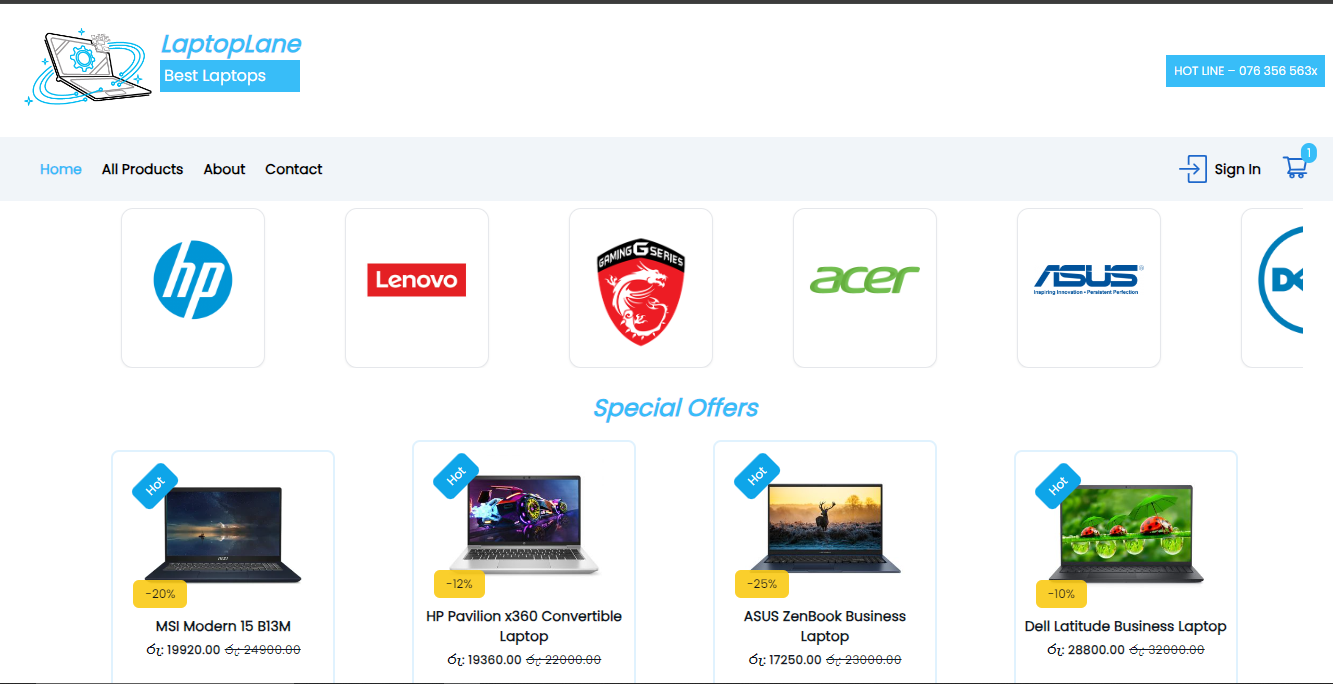 LaptopLane
Best Laptops
HOT LINE – 076 356 563x
Home All Products About Contact
Sign In
1
hp
Lenovo
GAMING G SERIES
acer
ASUS
Inspiring Innovation • Persistent Perfection
Special Offers
Hot
-20%
MSI Modern 15 B13M
රු: 19920.00 රු: 24900.00
Hot
-12%
HP Pavilion x360 Convertible
Laptop
රු: 19360.00 රු: 22000.00
Hot
-25%
ASUS ZenBook Business
Laptop
රු: 17250.00 රු: 23000.00
Hot
-10%
Dell Latitude Business Laptop
රු: 28800.00 රු: 32000.00